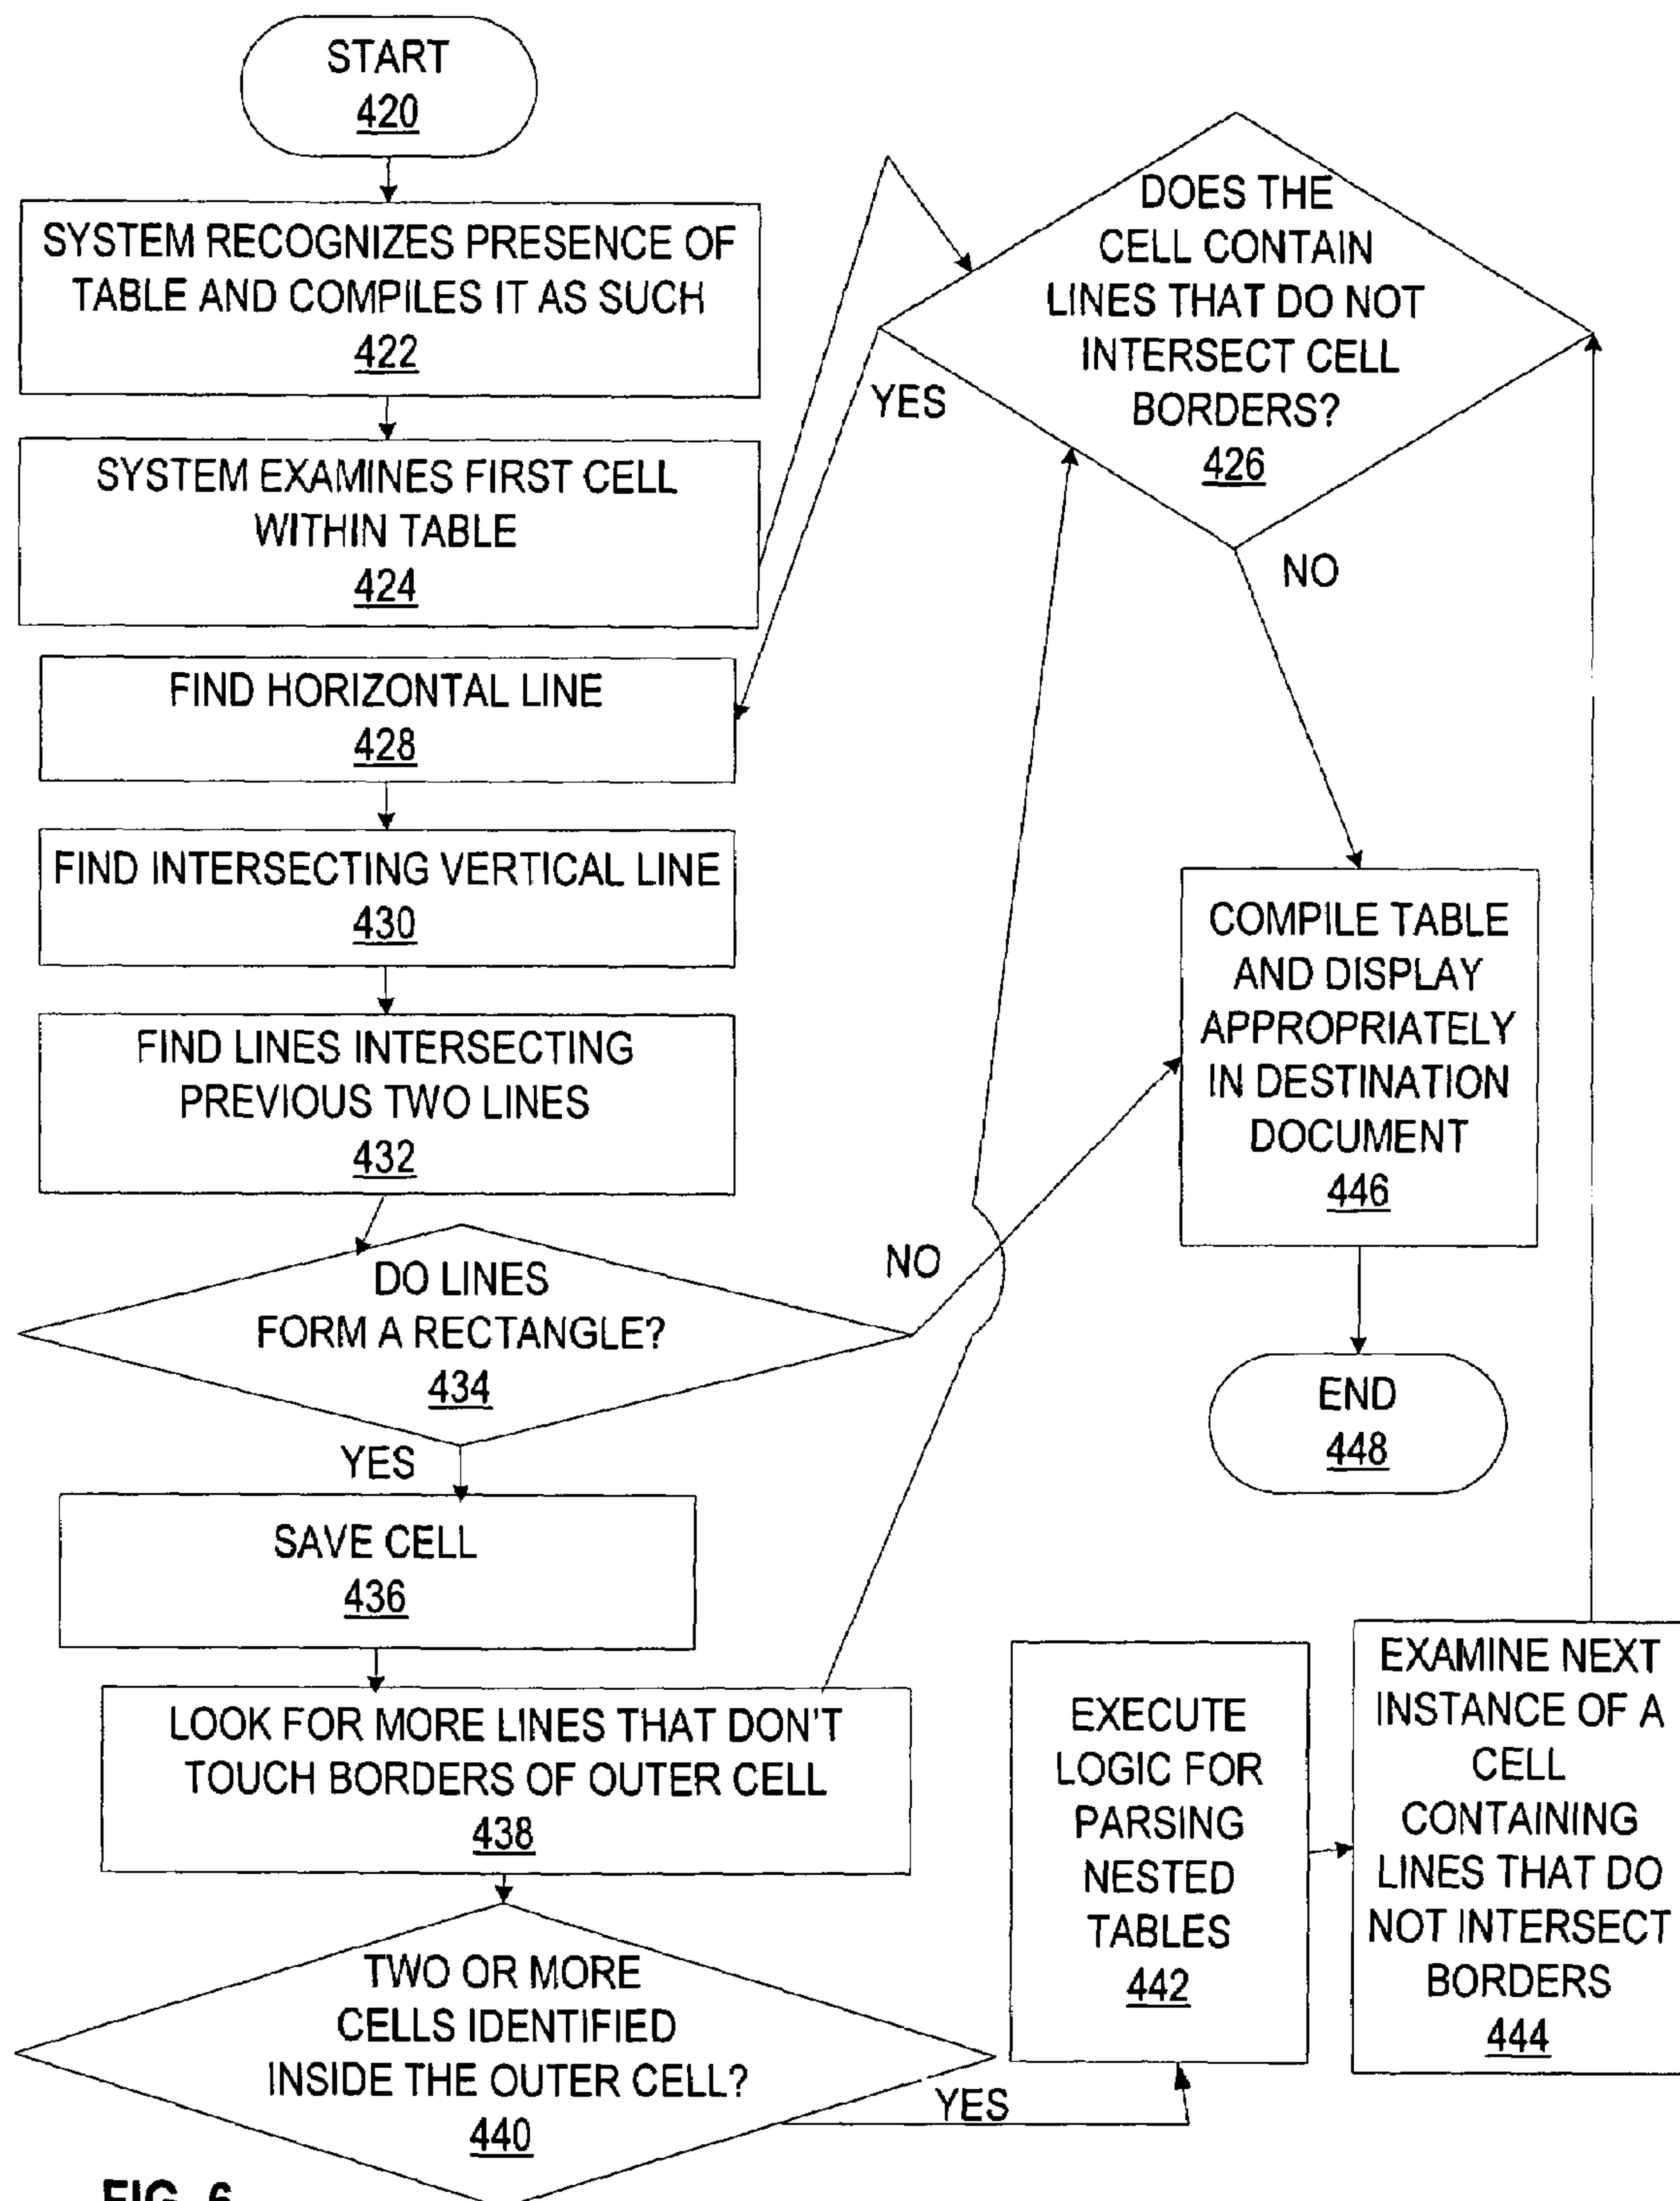 START
420
SYSTEM RECOGNIZES PRESENCE OF
TABLE AND COMPILES IT AS SUCH
422
SYSTEM EXAMINES FIRST CELL
WITHIN TABLE
424
DOES THE
CELL CONTAIN
LINES THAT DO NOT
INTERSECT CELL
BORDERS?
426
YES
NO
FIND HORIZONTAL LINE
428
FIND INTERSECTING VERTICAL LINE
430
FIND LINES INTERSECTING
PREVIOUS TWO LINES
432
DO LINES
FORM A RECTANGLE?
434
NO
YES
COMPILE TABLE
AND DISPLAY
APPROPRIATELY
IN DESTINATION
DOCUMENT
446
END
448
SAVE CELL
436
LOOK FOR MORE LINES THAT DON'T
TOUCH BORDERS OF OUTER CELL
438
TWO OR MORE
CELLS IDENTIFIED
INSIDE THE OUTER CELL?
440
YES
EXECUTE
LOGIC FOR
PARSING
NESTED
TABLES
442
EXAMINE NEXT
INSTANCE OF A
CELL
CONTAINING
LINES THAT DO
NOT INTERSECT
BORDERS
444
FIG. 6